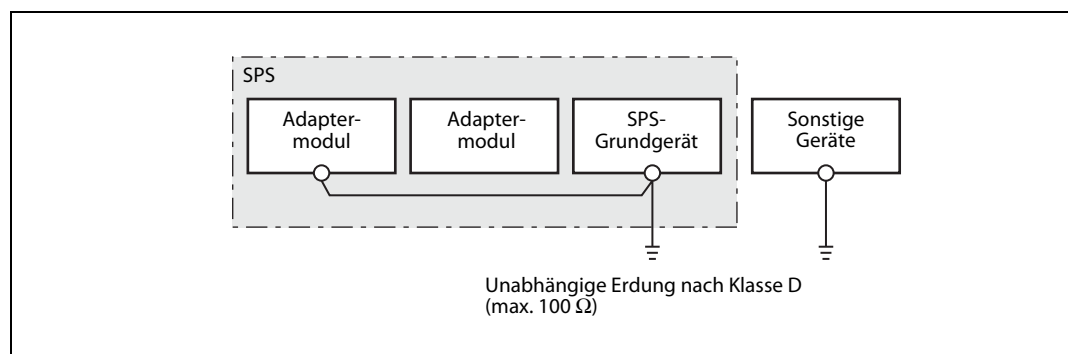 SPS
Adapter-
modul
Adapter-
modul
SPS-
Grundgerät
Sonstige
Geräte
Unabhängige Erdung nach Klasse D
(max. 100 Ω)